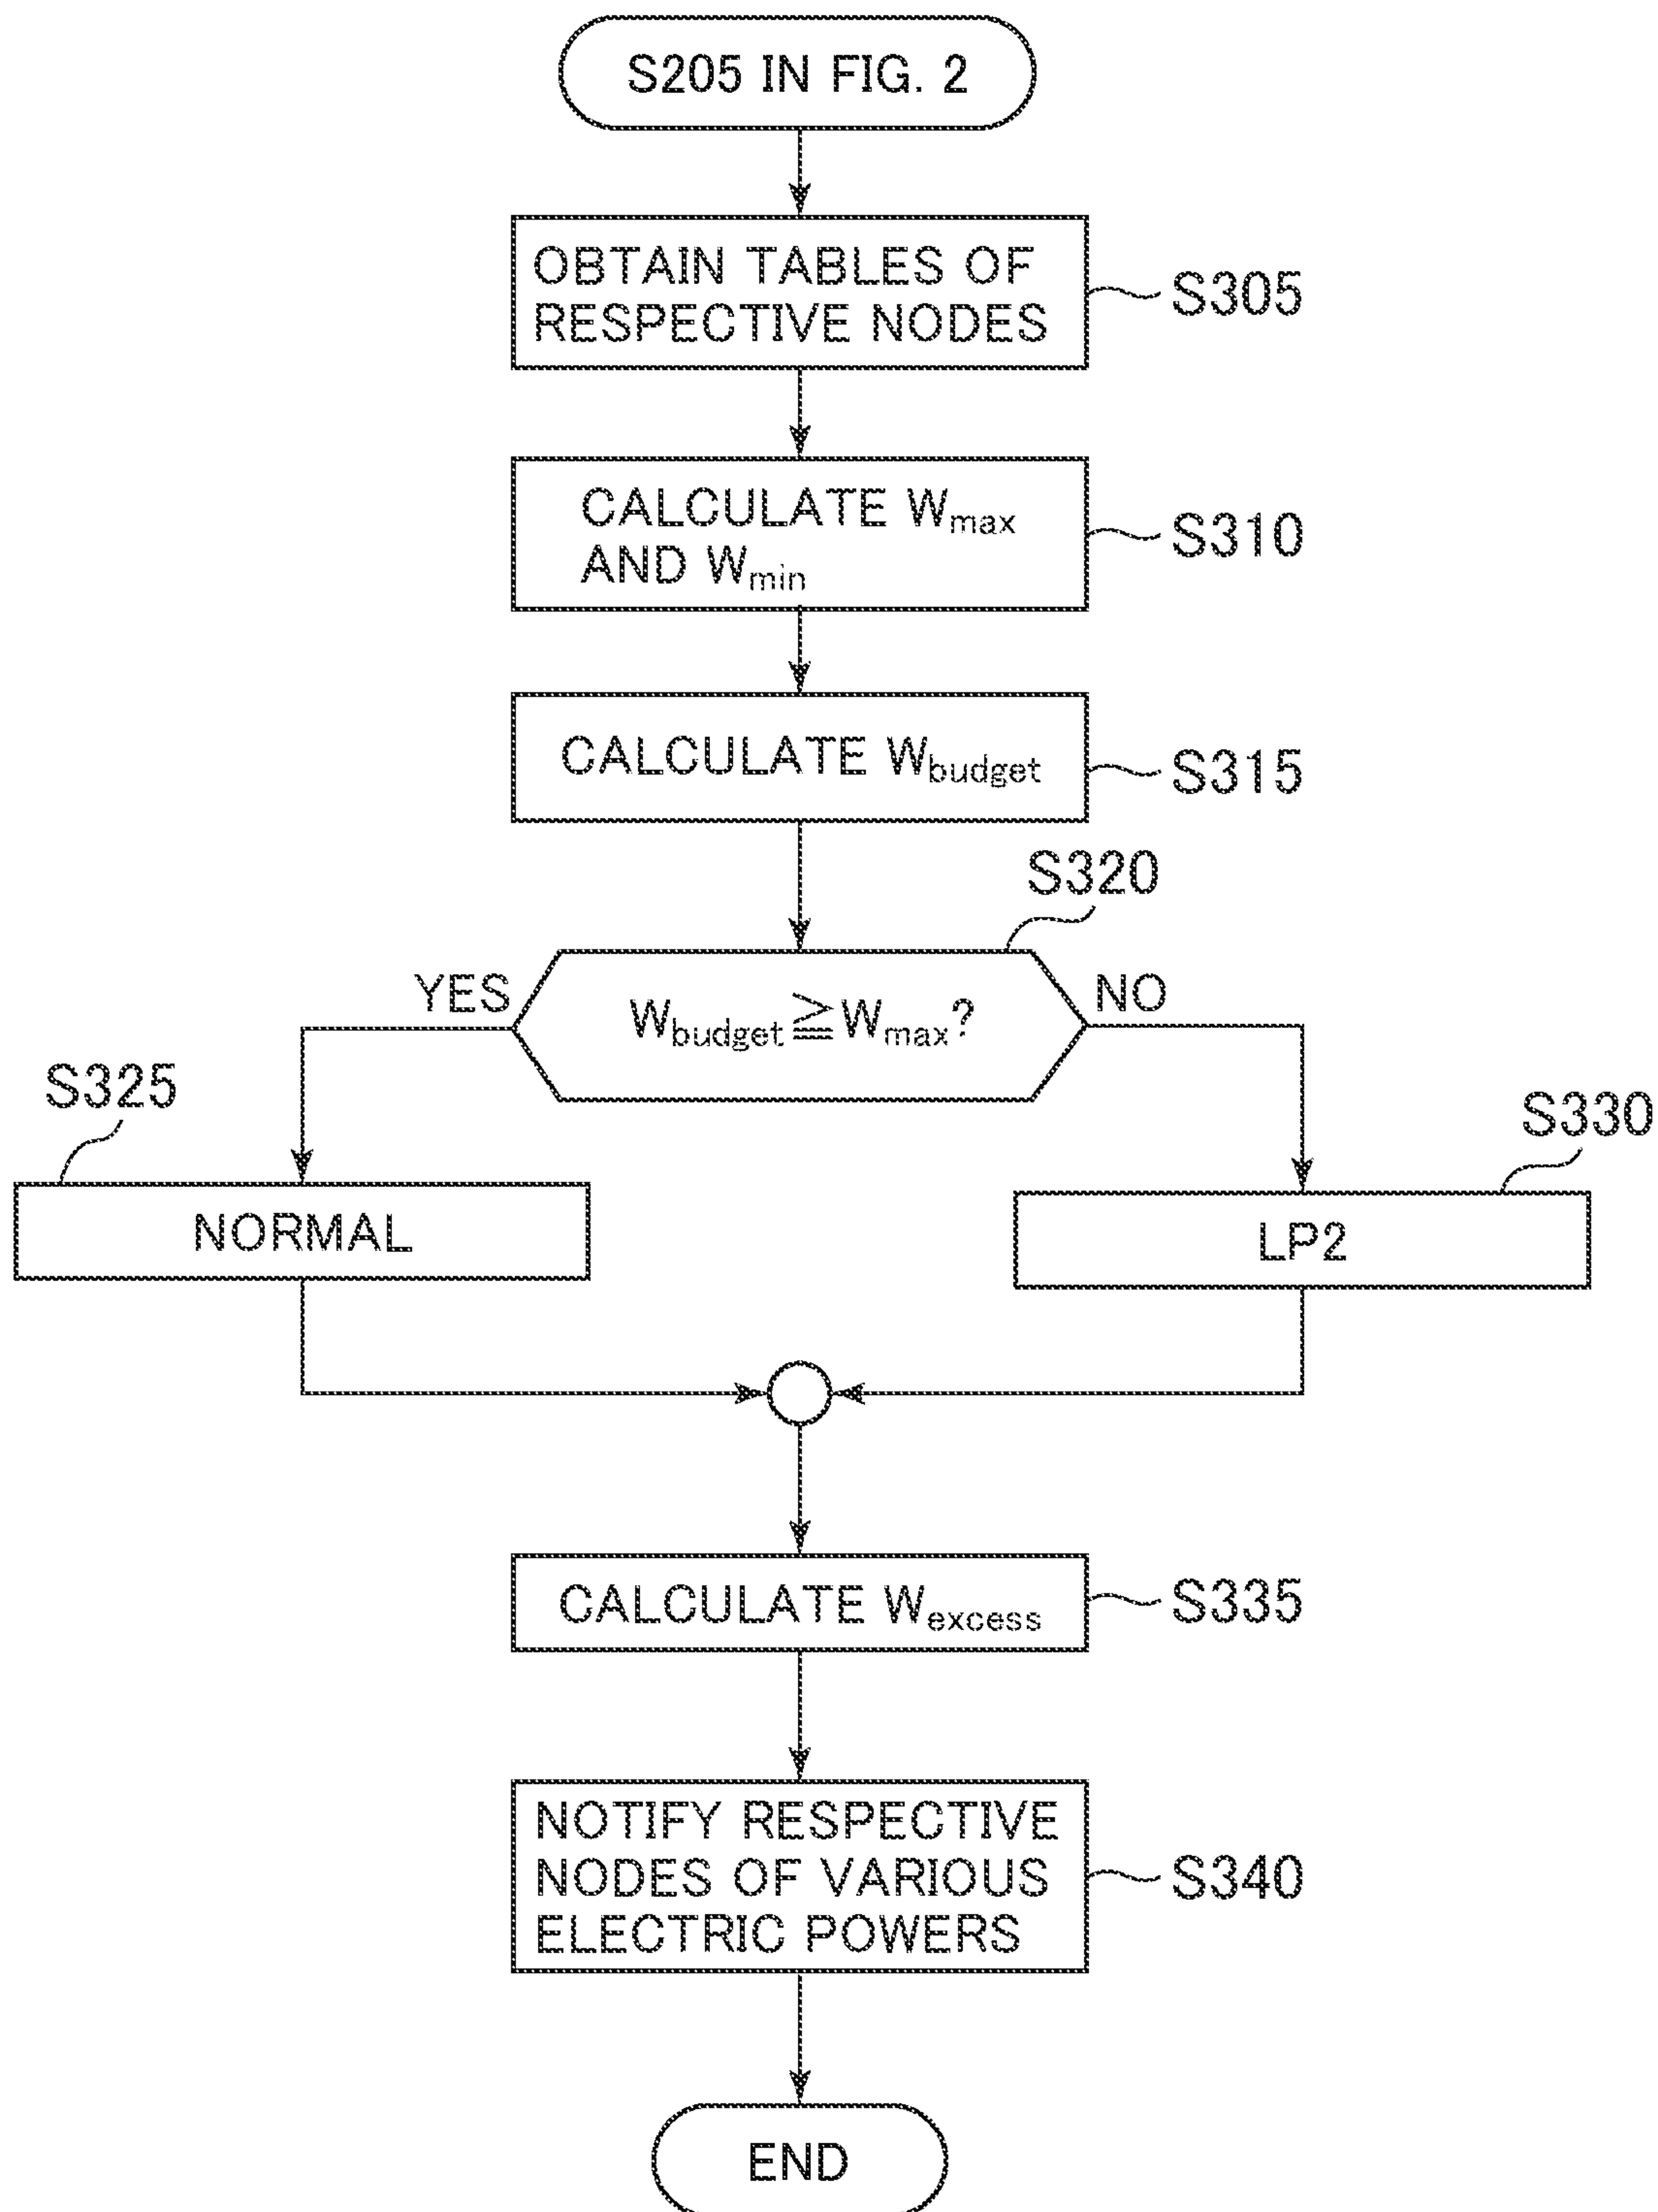 S205 IN FIG. 2
OBTAIN TABLES OF
RESPECTIVE NODES
S305
CALCULATE Wmax
AND Wmin
S310
CALCULATE Wbudget
S315
S320
YES
Wbudget≧Wmax?
NO
S325
S330
NORMAL
LP2
CALCULATE Wexcess
S335
NOTIFY RESPECTIVE
NODES OF VARIOUS
ELECTRIC POWERS
S340
END